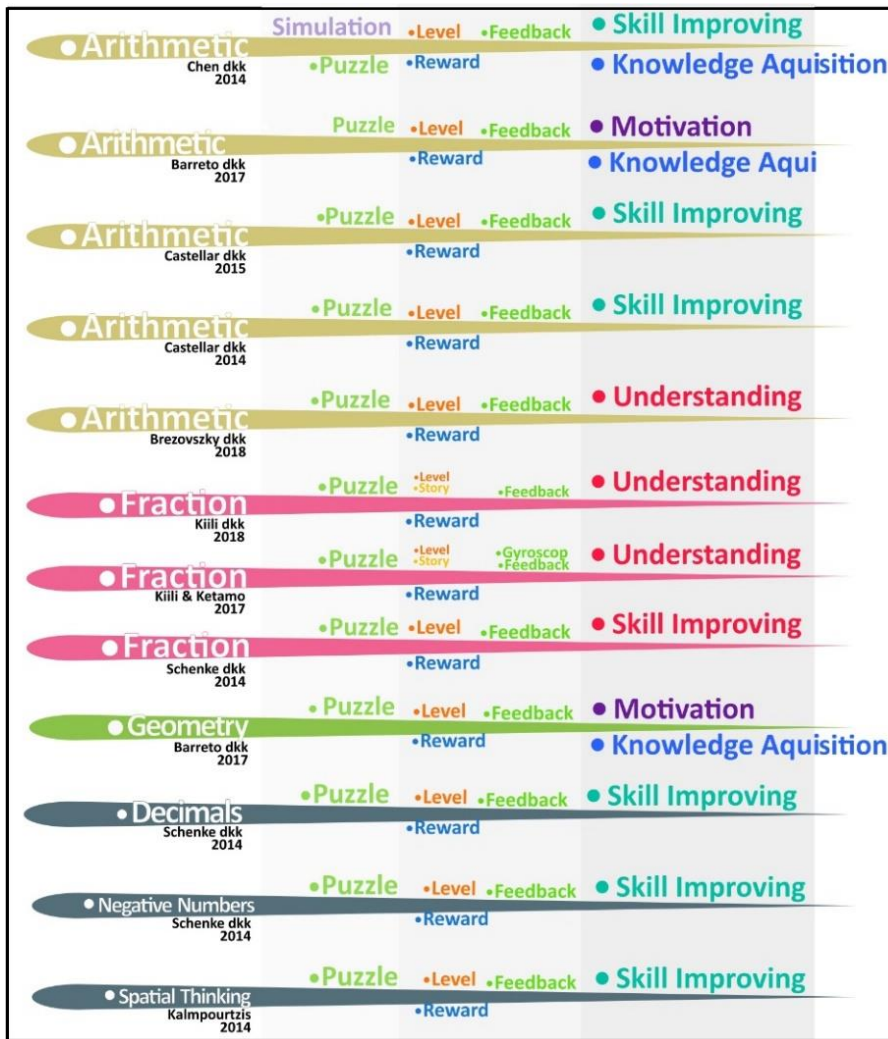 Simulation •Level •Feedback • Skill Improving
• Arithmetic
Chen dkk •Puzzle •Reward • Knowledge Aquisition
2014
Puzzle •Level •Feedback • Motivation
• Arithmetic
Barreto dkk •Reward • Knowledge Aqui
2017
•Puzzle •Level •Feedback • Skill Improving
• Arithmetic
Castellar dkk •Reward
2015
•Puzzle •Level •Feedback • Skill Improving
• Arithmetic
Castellar dkk •Reward
2014
•Puzzle •Level •Feedback • Understanding
• Arithmetic
Brezovszky dkk •Reward
2018
•Puzzle •Level • Understanding
•Story •Feedback
• Fraction
Kiili dkk •Reward
2018
•Puzzle •Level •Gyroscop • Understanding
•Story •Feedback
• Fraction
Kiili & Ketamo •Reward
2017
•Puzzle •Level •Feedback • Skill Improving
• Fraction
Schenke dkk •Reward
2014
• Puzzle •Level •Feedback • Motivation
• Geometry
Barreto dkk •Reward • Knowledge Aquisition
2017
•Puzzle •Level •Feedback • Skill Improving
• Decimals
Schenke dkk •Reward
2014
•Puzzle •Level •Feedback • Skill Improving
• Negative Numbers
Schenke dkk •Reward
2014
•Puzzle •Level •Feedback • Skill Improving
• Spatial Thinking
Kalmpourtzis •Reward
2014